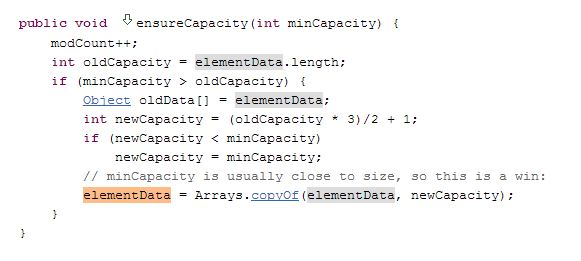 public void ensureCapacity(int minCapacity) {
    modCount++;
    int oldCapacity = elementData.length;
    if (minCapacity > oldCapacity) {
        Object oldData[] = elementData;
        int newCapacity = (oldCapacity * 3)/2 + 1;
        if (newCapacity < minCapacity)
            newCapacity = minCapacity;
        // minCapacity is usually close to size, so this is a win:
        elementData = Arrays.copyOf(elementData, newCapacity);
    }
}